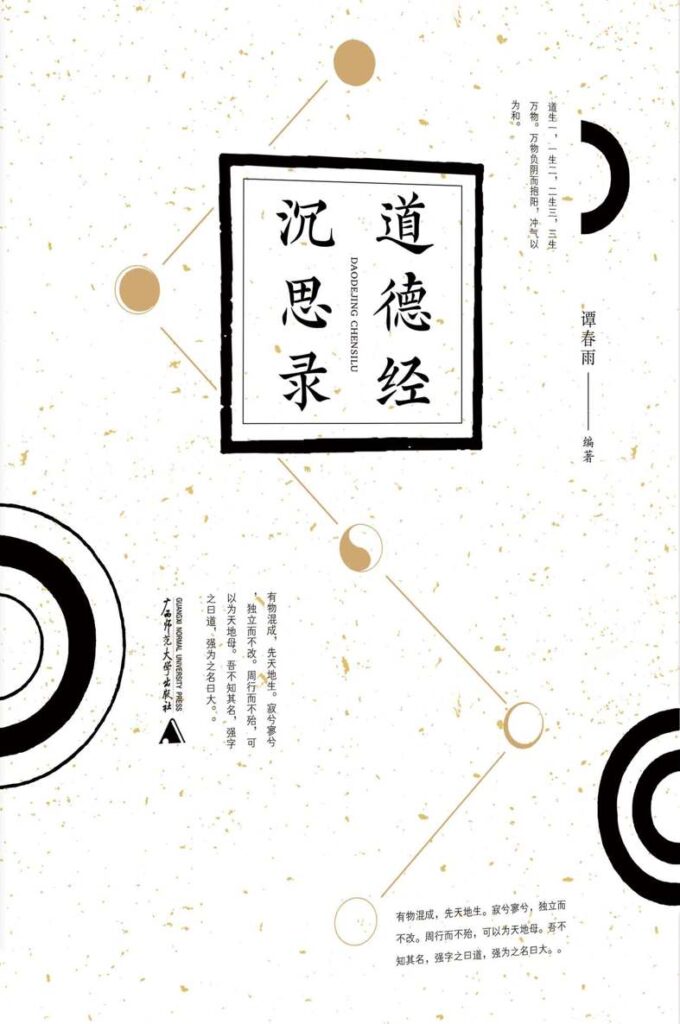 道生一，一生二，二生三，三生
万物。万物负阴而抱阳，冲气以
为和。
道德经
DAODEJING CHENSILU
沉思录
谭春雨
编著
有物混成，先天地生。寂兮寥兮
，独立而不改。周行而不殆，可
以为天地母。吾不知其名，强字
之曰道，强为之名曰大。。
GUANGXI NORMAL UNIVERSITY PRESS
广西师范大学出版社
有物混成，先天地生。寂兮寥兮，独立而
不改。周行而不殆，可以为天地母。吾不
知其名，强字之曰道，强为之名曰大。。